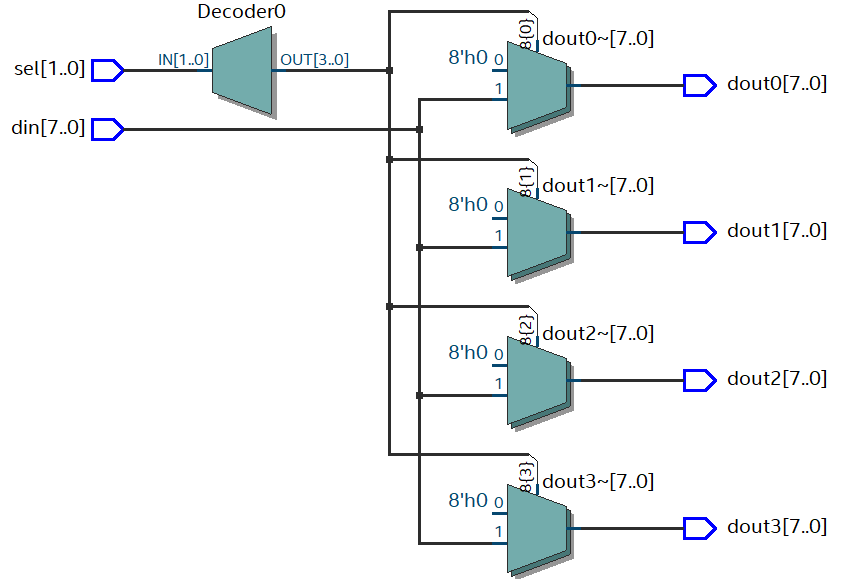 Decoder0
sel[1..0]
IN[1..0]
OUT[3..0]
din[7..0]
8{0}
dout0~[7..0]
8'h0
0
1
dout0[7..0]
8{1}
dout1~[7..0]
8'h0
0
1
dout1[7..0]
8{2}
dout2~[7..0]
8'h0
0
1
dout2[7..0]
8{3}
dout3~[7..0]
8'h0
0
1
dout3[7..0]